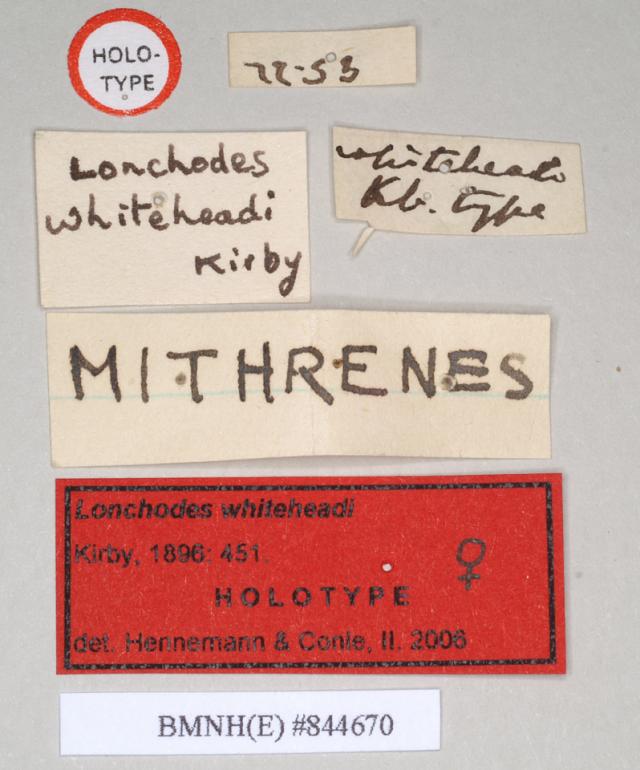 HOLO-
TYPE
22-53
Lonchodes
whiteheadi
Kirby
whiteheadi
Kb. type
MITHRENES
Lonchodes whiteheadi
Kirby, 1896: 451.
♀
HOLOTYPE
det. Hennemann & Conle, II. 2006
BMNH(E) #844670